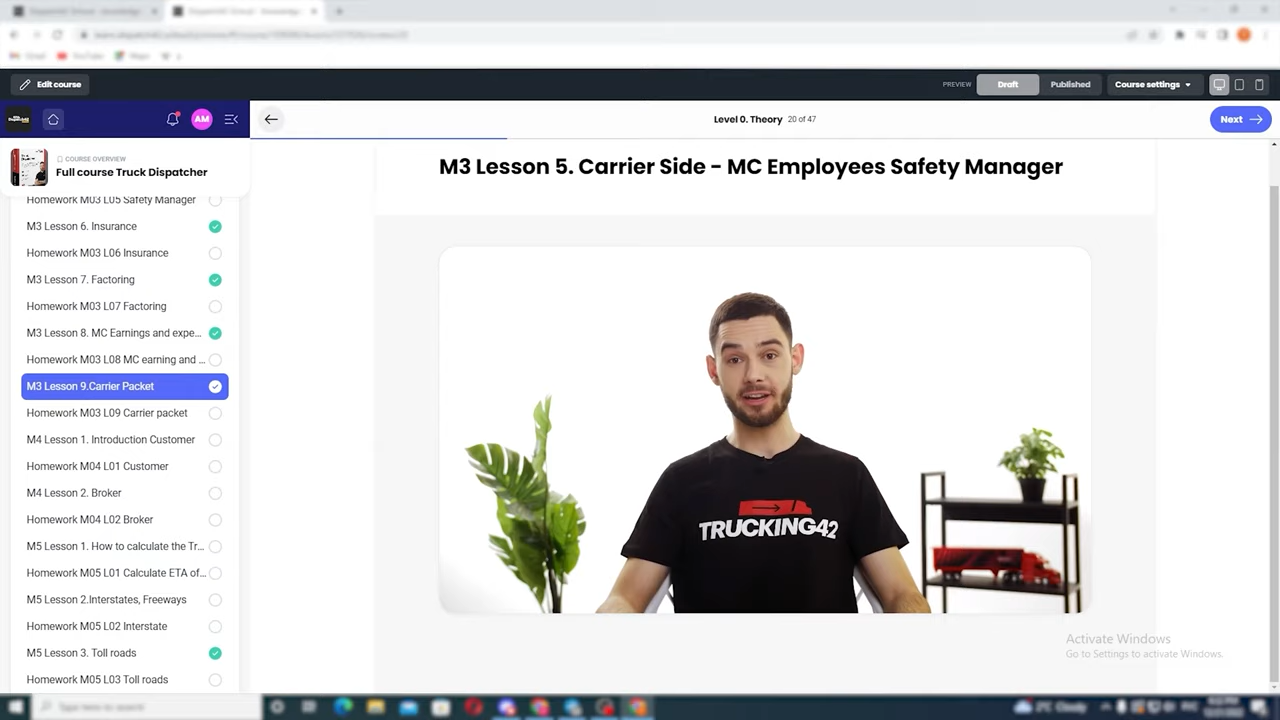 Edit course
PREVIEW
Draft
Published
Course settings
AM
Level 0. Theory 20 of 47
Next
COURSE OVERVIEW
Full course Truck Dispatcher
Homework M03 L05 Safety Manager
M3 Lesson 6. Insurance
Homework M03 L06 Insurance
M3 Lesson 7. Factoring
Homework M03 L07 Factoring
M3 Lesson 8. MC Earnings and expe...
Homework M03 L08 MC earning and ...
M3 Lesson 9.Carrier Packet
Homework M03 L09 Carrier packet
M4 Lesson 1. Introduction Customer
Homework M04 L01 Customer
M4 Lesson 2. Broker
Homework M04 L02 Broker
M5 Lesson 1. How to calculate the Tr...
Homework M05 L01 Calculate ETA of...
M5 Lesson 2.Interstates, Freeways
Homework M05 L02 Interstate
M5 Lesson 3. Toll roads
Homework M05 L03 Toll roads
M3 Lesson 5. Carrier Side - MC Employees Safety Manager
TRUCKING42
Activate Windows
Go to Settings to activate Windows.
Type here to search